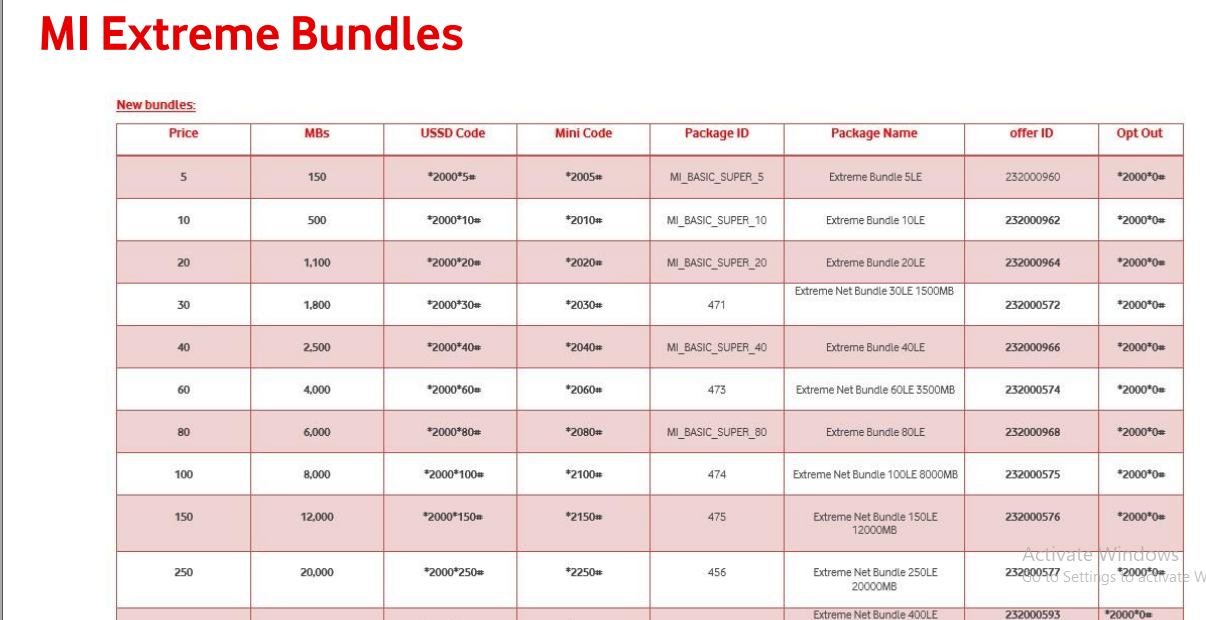 MI Extreme Bundles
New bundles:
Price MBs USSD Code Mini Code Package ID Package Name offer ID Opt Out
5 150 *2000*5# *2005# MI_BASIC_SUPER_5 Extreme Bundle 5LE 232000960 *2000*0#
10 500 *2000*10# *2010# MI_BASIC_SUPER_10 Extreme Bundle 10LE 232000962 *2000*0#
20 1,100 *2000*20# *2020# MI_BASIC_SUPER_20 Extreme Bundle 20LE 232000964 *2000*0#
30 1,800 *2000*30# *2030# 471 Extreme Net Bundle 30LE 1500MB 232000572 *2000*0#
40 2,500 *2000*40# *2040# MI_BASIC_SUPER_40 Extreme Bundle 40LE 232000966 *2000*0#
60 4,000 *2000*60# *2060# 473 Extreme Net Bundle 60LE 3500MB 232000574 *2000*0#
80 6,000 *2000*80# *2080# MI_BASIC_SUPER_80 Extreme Bundle 80LE 232000968 *2000*0#
100 8,000 *2000*100# *2100# 474 Extreme Net Bundle 100LE 8000MB 232000575 *2000*0#
150 12,000 *2000*150# *2150# 475 Extreme Net Bundle 150LE 232000576 *2000*0#
12000MB
Activate Windows
250 20,000 *2000*250# *2250# 456 Extreme Net Bundle 250LE 232000577 *2000*0#
Go to Settings to activate W
20000MB
Extreme Net Bundle 400LE 232000593 *2000*0#